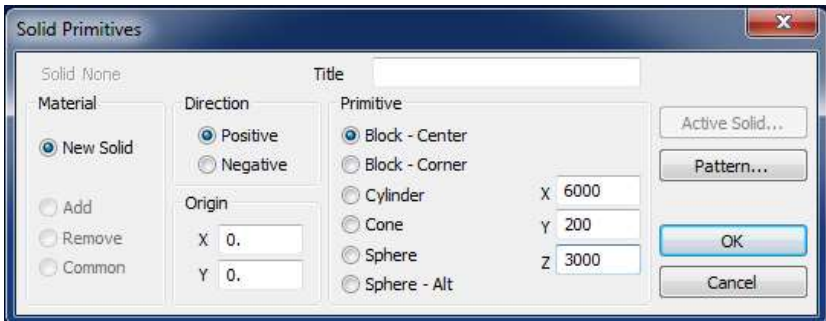 Solid Primitives
Solid None
Title
Material
New Solid
Add
Remove
Common
Direction
Positive
Negative
Origin
X 0.
Y 0.
Primitive
Block - Center
Block - Corner
Cylinder
Cone
Sphere
Sphere - Alt
X 6000
Y 200
Z 3000
Active Solid...
Pattern...
OK
Cancel